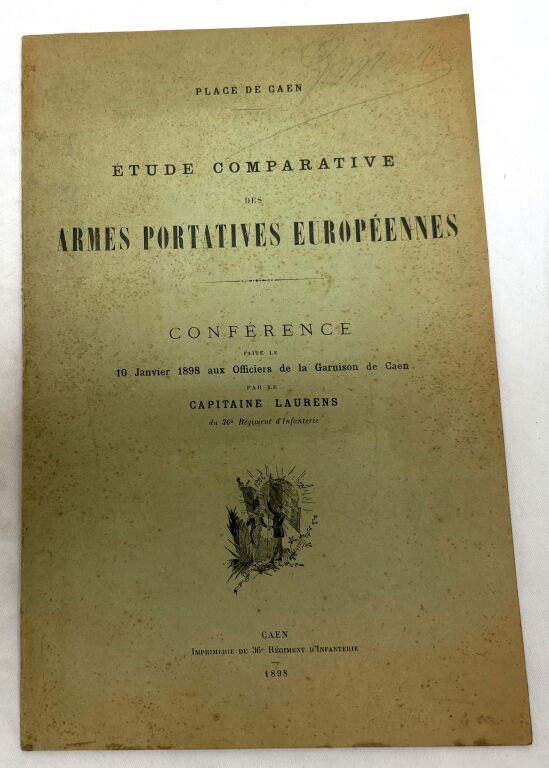 PLACE DE CAEN
ÉTUDE COMPARATIVE
DES
ARMES PORTATIVES EUROPÉENNES
CONFÉRENCE
FAITE LE
10 Janvier 1898 aux Officiers de la Garnison de Caen
PAR LE
CAPITAINE LAURENS
du 36e Régiment d'Infanterie
CAEN
IMPRIMERIE DU 36e RÉGIMENT D'INFANTERIE
1898